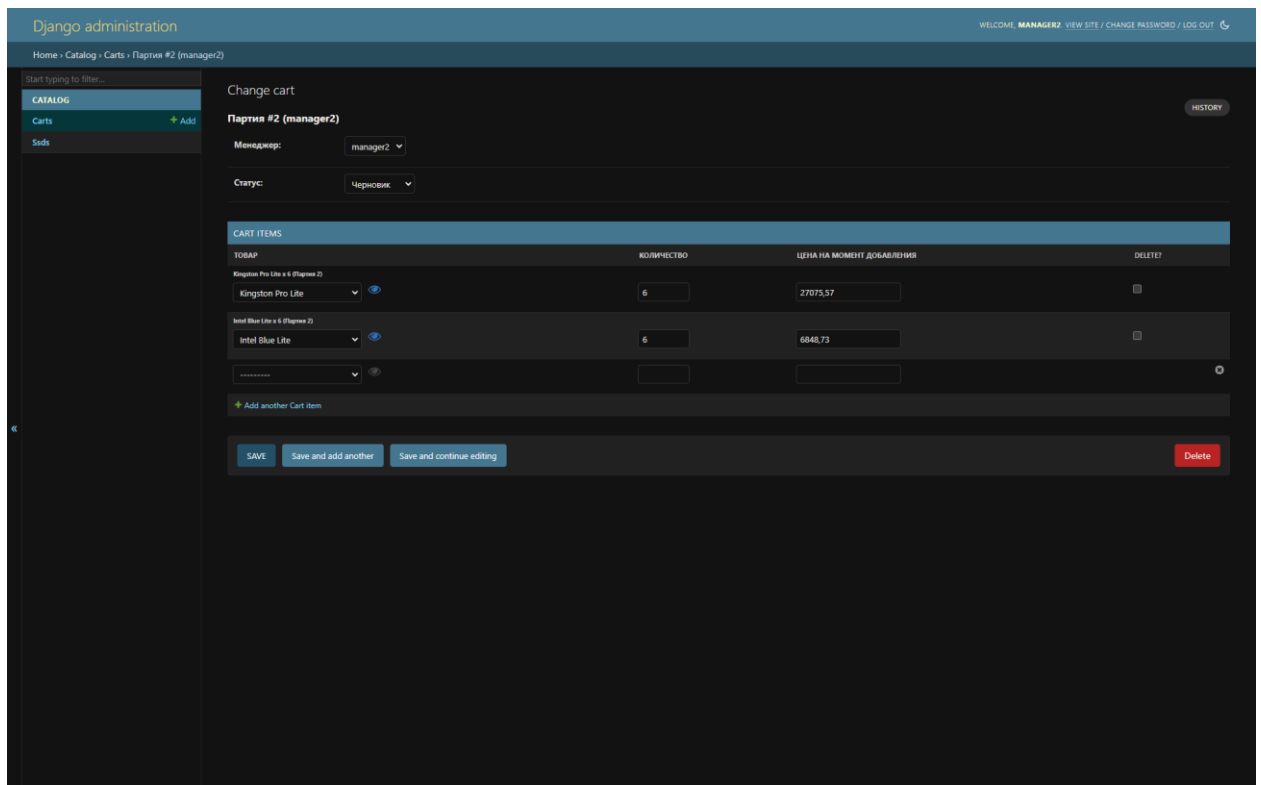 Django administration
WELCOME, MANAGER2. VIEW SITE / CHANGE PASSWORD / LOG OUT
Home › Catalog › Carts › Партия #2 (manager2)
Start typing to filter...
CATALOG
Carts + Add
Ssds
Change cart
HISTORY
Партия #2 (manager2)
Менеджер: manager2
Статус: Черновик
CART ITEMS
ТОВАР КОЛИЧЕСТВО ЦЕНА НА МОМЕНТ ДОБАВЛЕНИЯ DELETE?
Kingston Pro Lite x 6 (Партия 2)
Kingston Pro Lite 6 27075,57
Intel Blue Lite x 6 (Партия 2)
Intel Blue Lite 6 6848,73
---------
+ Add another Cart item
«
SAVE Save and add another Save and continue editing Delete